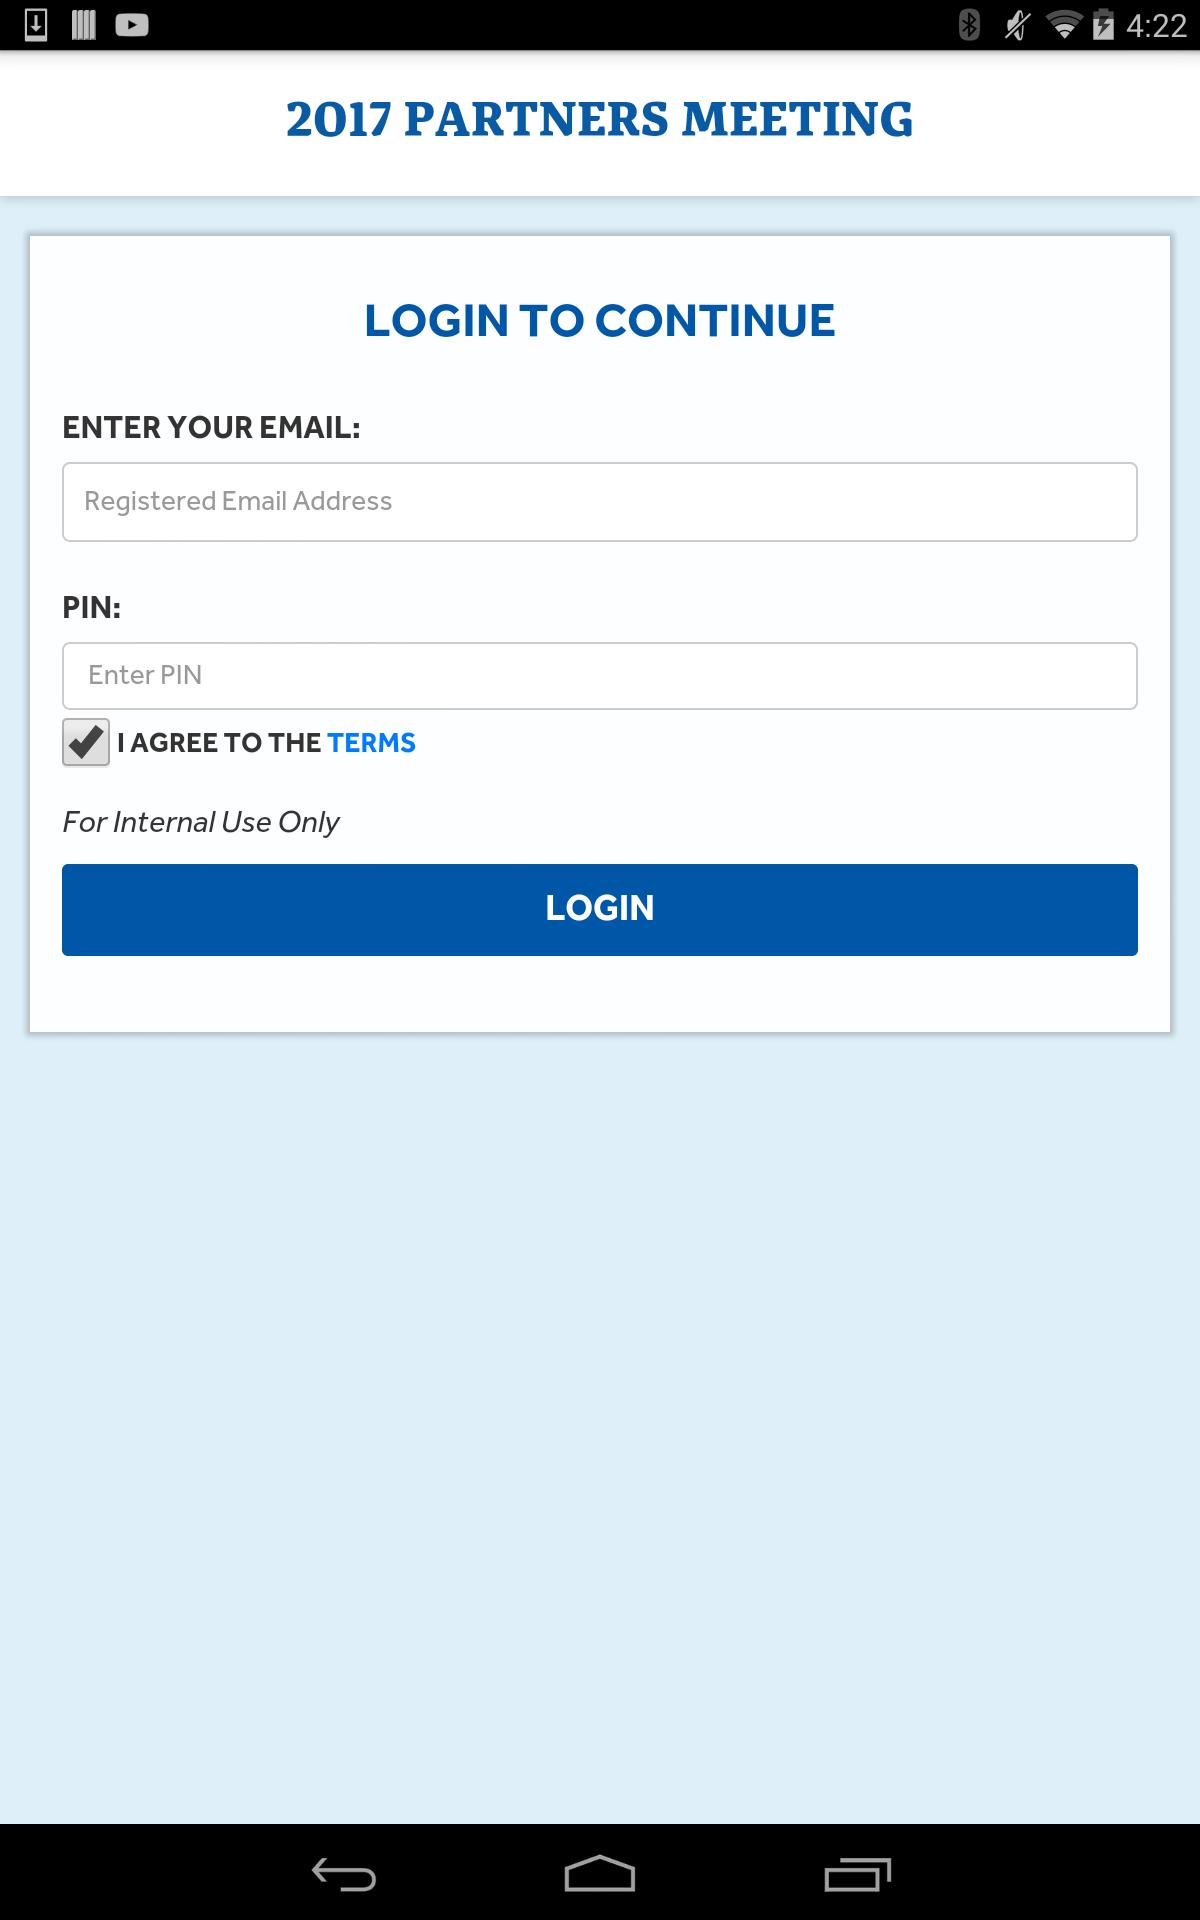 4:22
2017 PARTNERS MEETING
LOGIN TO CONTINUE
ENTER YOUR EMAIL:
Registered Email Address
PIN:
Enter PIN
I AGREE TO THE TERMS
For Internal Use Only
LOGIN